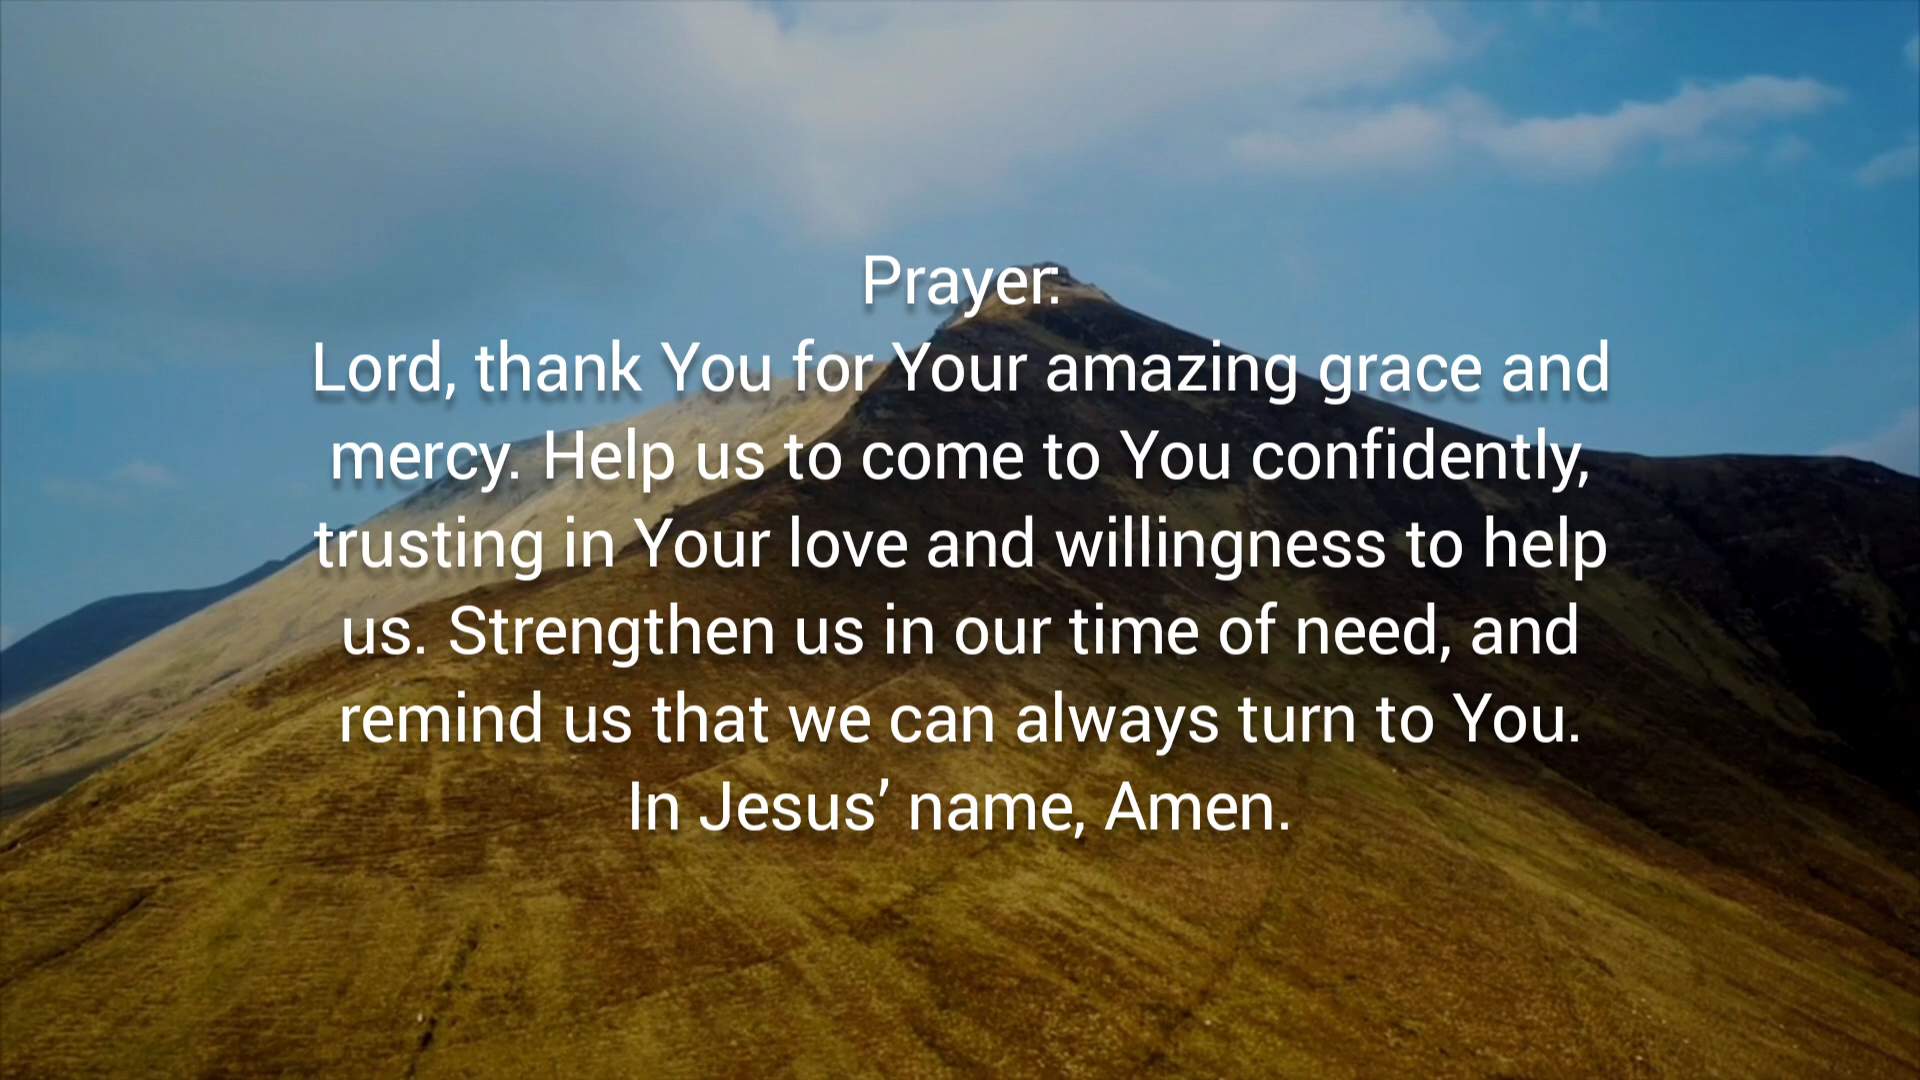 Prayer:
Lord, thank You for Your amazing grace and
mercy. Help us to come to You confidently,
trusting in Your love and willingness to help
us. Strengthen us in our time of need, and
remind us that we can always turn to You.
In Jesus’ name, Amen.